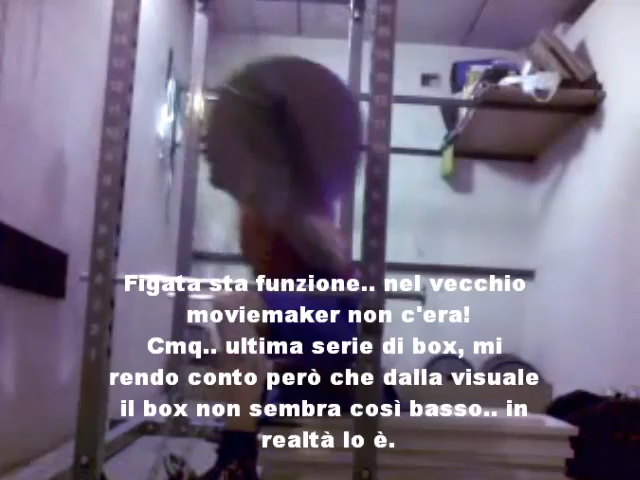 Figata sta funzione.. nel vecchio
moviemaker non c'era!
Cmq.. ultima serie di box, mi
rendo conto però che dalla visuale
il box non sembra così basso.. in
realtà lo è.